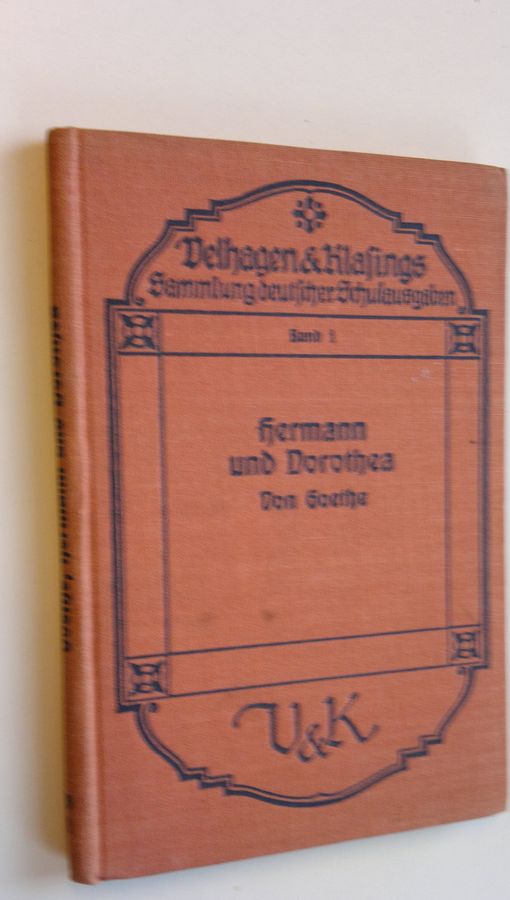 Velhagen & Klasings
Sammlung deutscher Schulausgaben
Band 1
Hermann
und Dorothea
Von Goethe
V&K